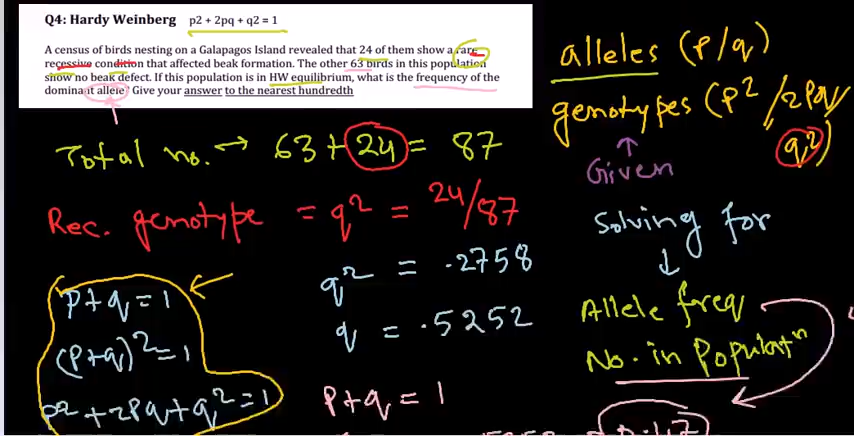 Q4: Hardy Weinberg p2 + 2pq + q2 = 1
A census of birds nesting on a Galapagos Island revealed that 24 of them show a rare
recessive condition that affected beak formation. The other 63 birds in this population
show no beak defect. If this population is in HW equilibrium, what is the frequency of the
dominant allele? Give your answer to the nearest hundredth
alleles (P/q)
genotypes (P²/2Pq/
q²)
Given
Total no. → 63 + 24 = 87
Rec. genotype = q² = 24/87
q² = .2758
q = .5252
P+q = 1
P+q = 1
(P+q)² = 1
P² + 2Pq + q² = 1
Solving for
↓
Allele freq
No. in Populatⁿ